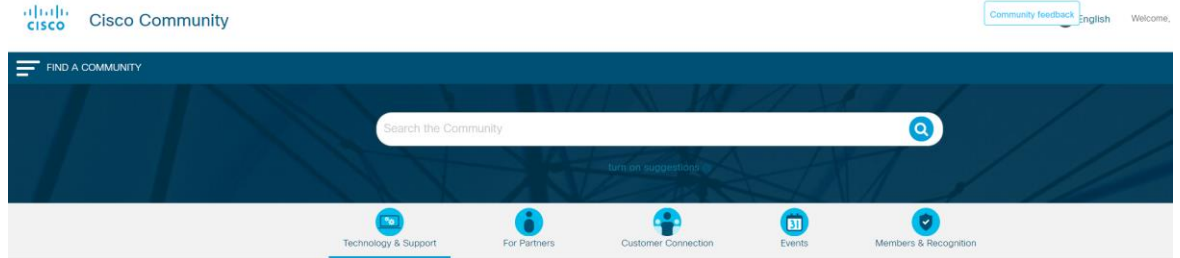 CISCO
Cisco Community
Community feedback
English
Welcome,
FIND A COMMUNITY
Search the Community
turn on suggestions
31
Technology & Support
For Partners
Customer Connection
Events
Members & Recognition